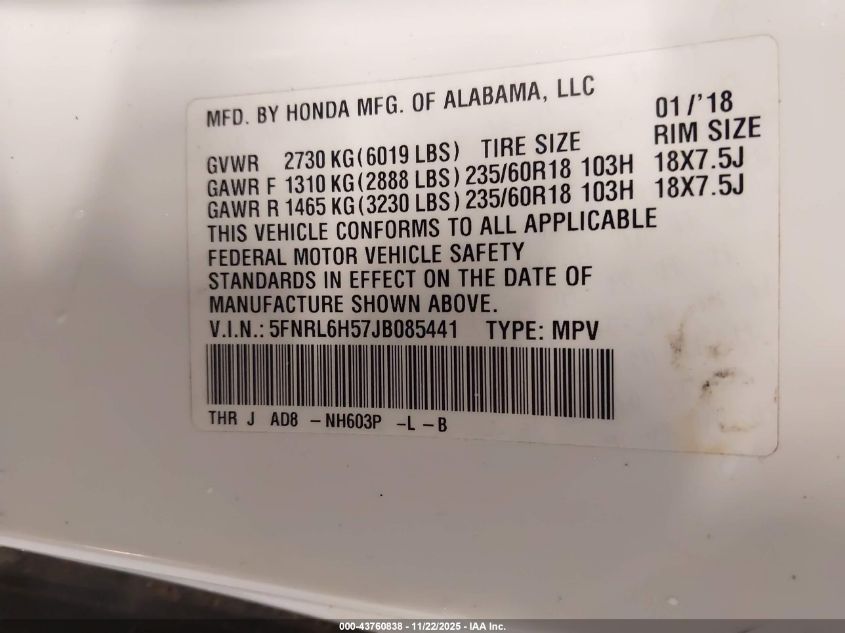 MFD. BY HONDA MFG. OF ALABAMA, LLC 01/'18
GVWR 2730 KG(6019 LBS) TIRE SIZE RIM SIZE
GAWR F 1310 KG(2888 LBS) 235/60R18 103H 18X7.5J
GAWR R 1465 KG(3230 LBS) 235/60R18 103H 18X7.5J
THIS VEHICLE CONFORMS TO ALL APPLICABLE
FEDERAL MOTOR VEHICLE SAFETY
STANDARDS IN EFFECT ON THE DATE OF
MANUFACTURE SHOWN ABOVE.
V.I.N.: 5FNRL6H57JB085441 TYPE: MPV
THR J AD8 -NH603P -L-B
000-43760838 - 11/22/2025 - IAA Inc.